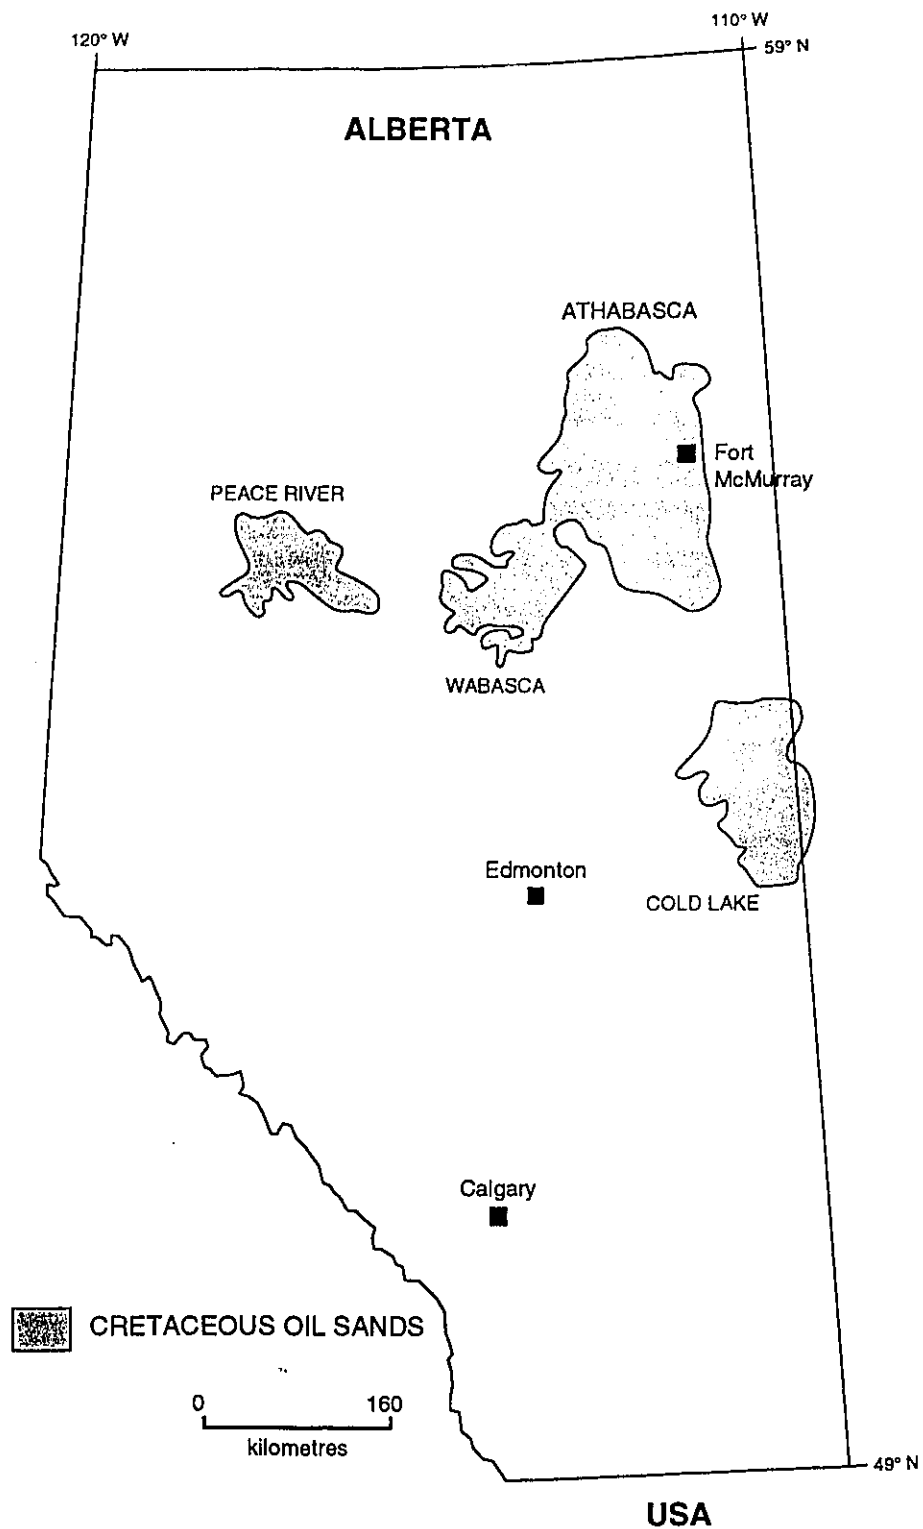 120° W
110° W
59° N
ALBERTA
ATHABASCA
Fort
McMurray
PEACE RIVER
WABASCA
Edmonton
COLD LAKE
Calgary
CRETACEOUS OIL SANDS
0 160
kilometres
49° N
USA